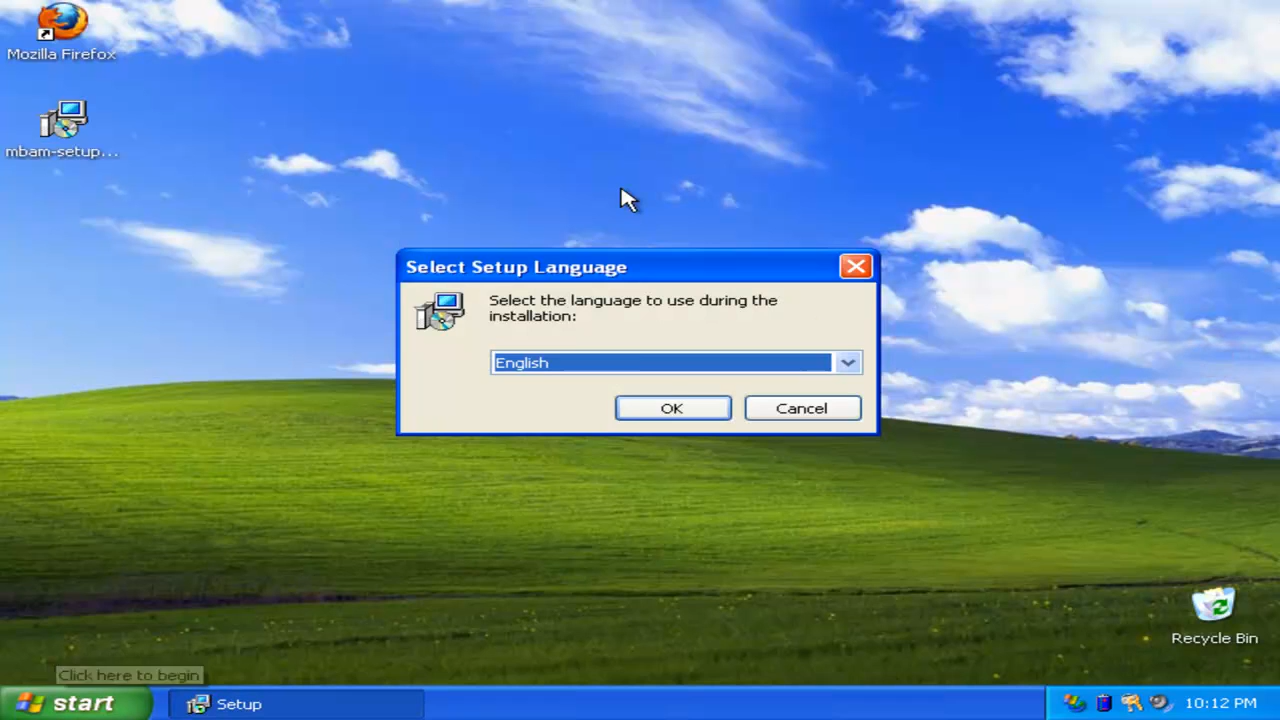 Mozilla Firefox
mbam-setup...
Select Setup Language
Select the language to use during the
installation:
English
OK
Cancel
Recycle Bin
Click here to begin
start
Setup
10:12 PM